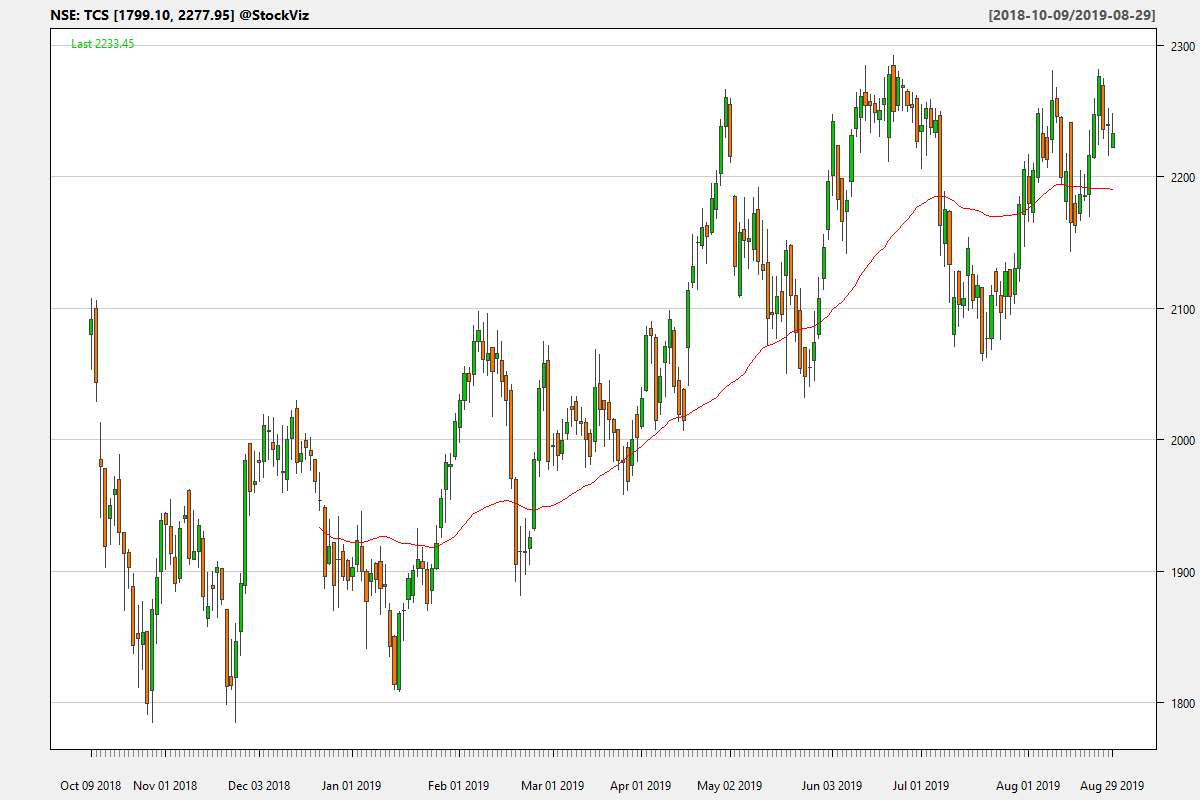 NSE: TCS [1799.10, 2277.95] @StockViz [2018-10-09/2019-08-29]
Last 2233.45
2300
2200
2100
2000
1900
1800
Oct 09 2018 Nov 01 2018 Dec 03 2018 Jan 01 2019 Feb 01 2019 Mar 01 2019 Apr 01 2019 May 02 2019 Jun 03 2019 Jul 01 2019 Aug 01 2019 Aug 29 2019